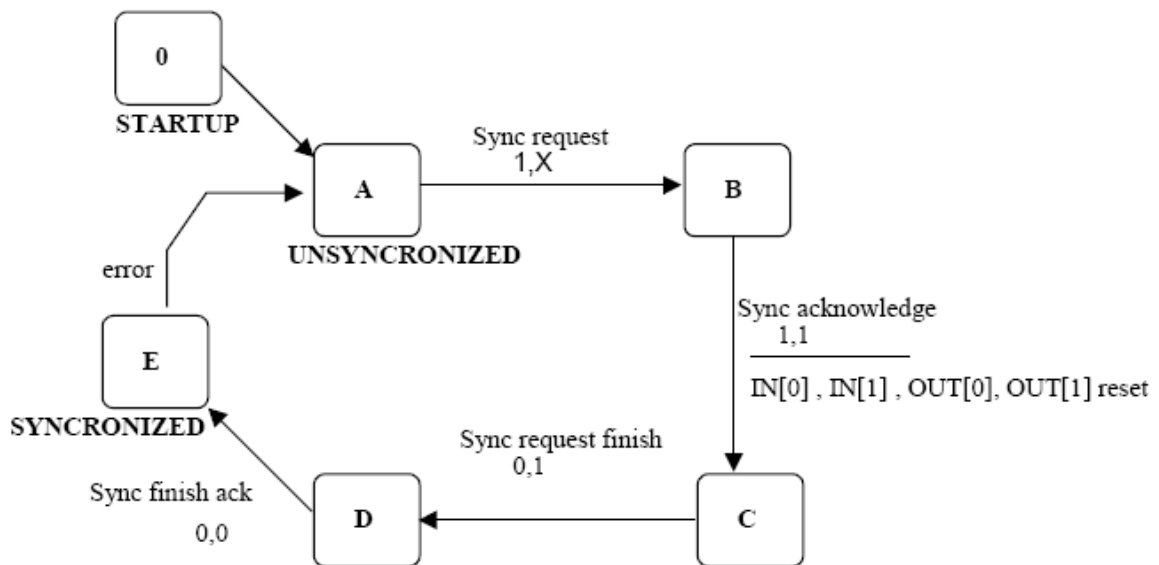 0
STARTUP
Sync request
1,X
A
B
UNSYNCRONIZED
error
Sync acknowledge
1,1
IN[0] , IN[1] , OUT[0], OUT[1] reset
E
SYNCRONIZED
Sync request finish
0,1
Sync finish ack
0,0
D
C